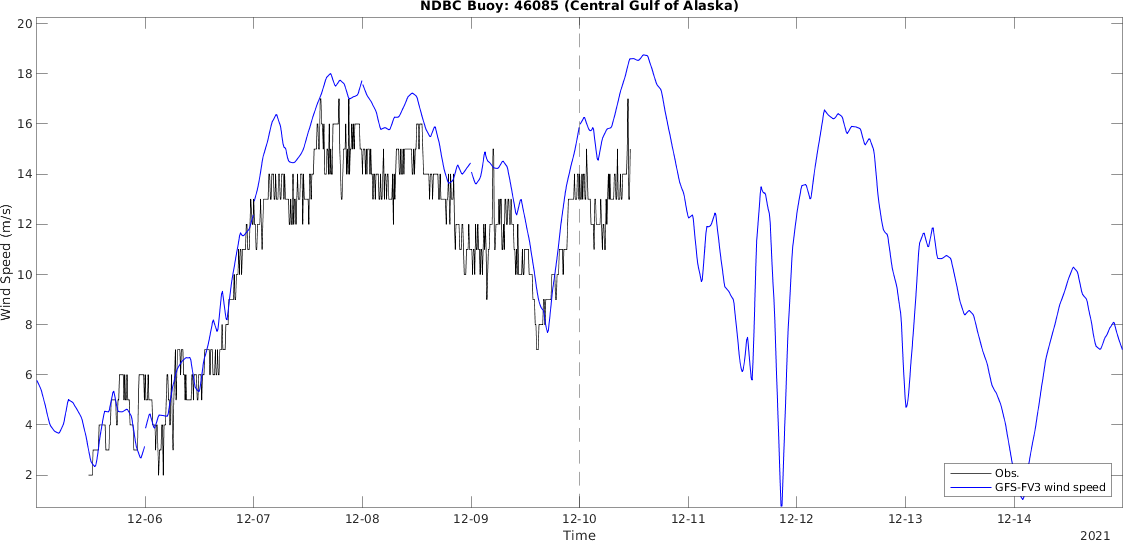 NDBC Buoy: 46085 (Central Gulf of Alaska)
20
18
16
14
12
10
8
6
4
2
Wind Speed (m/s)
Obs.
GFS-FV3 wind speed
12-06 12-07 12-08 12-09 12-10 12-11 12-12 12-13 12-14
Time
2021